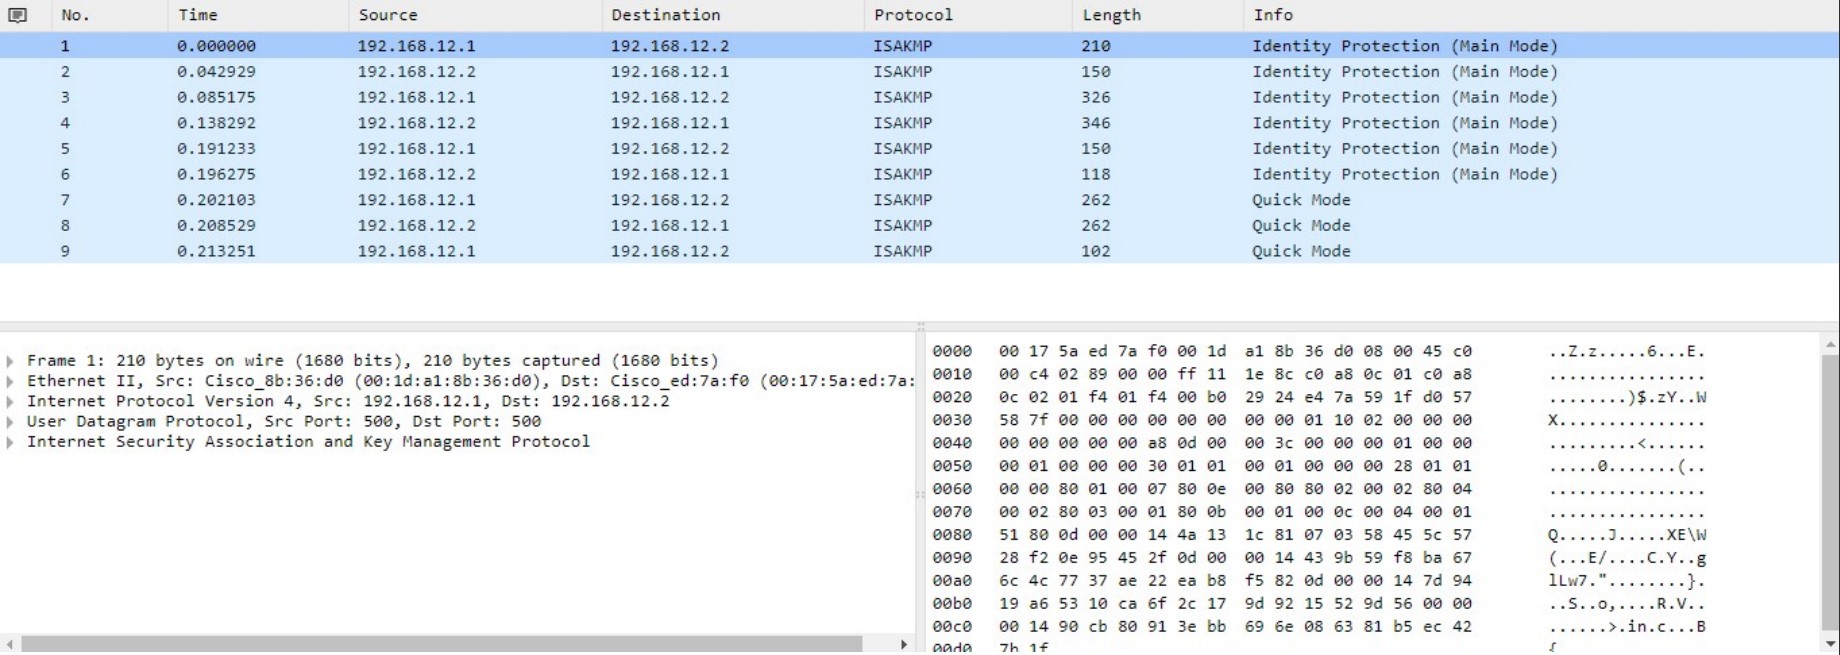 No. Time Source Destination Protocol Length Info
1 0.000000 192.168.12.1 192.168.12.2 ISAKMP 210 Identity Protection (Main Mode)
2 0.042929 192.168.12.2 192.168.12.1 ISAKMP 150 Identity Protection (Main Mode)
3 0.085175 192.168.12.1 192.168.12.2 ISAKMP 326 Identity Protection (Main Mode)
4 0.138292 192.168.12.2 192.168.12.1 ISAKMP 346 Identity Protection (Main Mode)
5 0.191233 192.168.12.1 192.168.12.2 ISAKMP 150 Identity Protection (Main Mode)
6 0.196275 192.168.12.2 192.168.12.1 ISAKMP 118 Identity Protection (Main Mode)
7 0.202103 192.168.12.1 192.168.12.2 ISAKMP 262 Quick Mode
8 0.208529 192.168.12.2 192.168.12.1 ISAKMP 262 Quick Mode
9 0.213251 192.168.12.1 192.168.12.2 ISAKMP 102 Quick Mode
Frame 1: 210 bytes on wire (1680 bits), 210 bytes captured (1680 bits)
Ethernet II, Src: Cisco_8b:36:d0 (00:1d:a1:8b:36:d0), Dst: Cisco_ed:7a:f0 (00:17:5a:ed:7a:
Internet Protocol Version 4, Src: 192.168.12.1, Dst: 192.168.12.2
User Datagram Protocol, Src Port: 500, Dst Port: 500
Internet Security Association and Key Management Protocol
0000 00 17 5a ed 7a f0 00 1d a1 8b 36 d0 08 00 45 c0 ..Z.z.....6...E.
0010 00 c4 02 89 00 00 ff 11 1e 8c c0 a8 0c 01 c0 a8 ................
0020 0c 02 01 f4 01 f4 00 b0 29 24 e4 7a 59 1f d0 57 ........)$.zY..W
0030 58 7f 00 00 00 00 00 00 00 00 01 10 02 00 00 00 X...............
0040 00 00 00 00 00 a8 0d 00 00 3c 00 00 00 01 00 00 .........<......
0050 00 01 00 00 00 30 01 01 00 01 00 00 00 28 01 01 .....0.......(..
0060 00 00 80 01 00 07 80 0e 00 80 80 02 00 02 80 04 ................
0070 00 02 80 03 00 01 80 0b 00 01 00 0c 00 04 00 01 ................
0080 51 80 0d 00 00 14 4a 13 1c 81 07 03 58 45 5c 57 Q.....J.....XE\W
0090 28 f2 0e 95 45 2f 0d 00 00 14 43 9b 59 f8 ba 67 (...E/....C.Y..g
00a0 6c 4c 77 37 ae 22 ea b8 f5 82 0d 00 00 14 7d 94 lLw7."........}.
00b0 19 a6 53 10 ca 6f 2c 17 9d 92 15 52 9d 56 00 00 ..S..o,....R.V..
00c0 00 14 90 cb 80 91 3e bb 69 6e 08 63 81 b5 ec 42 ......>.in.c...B
00d0 7b 1f {.